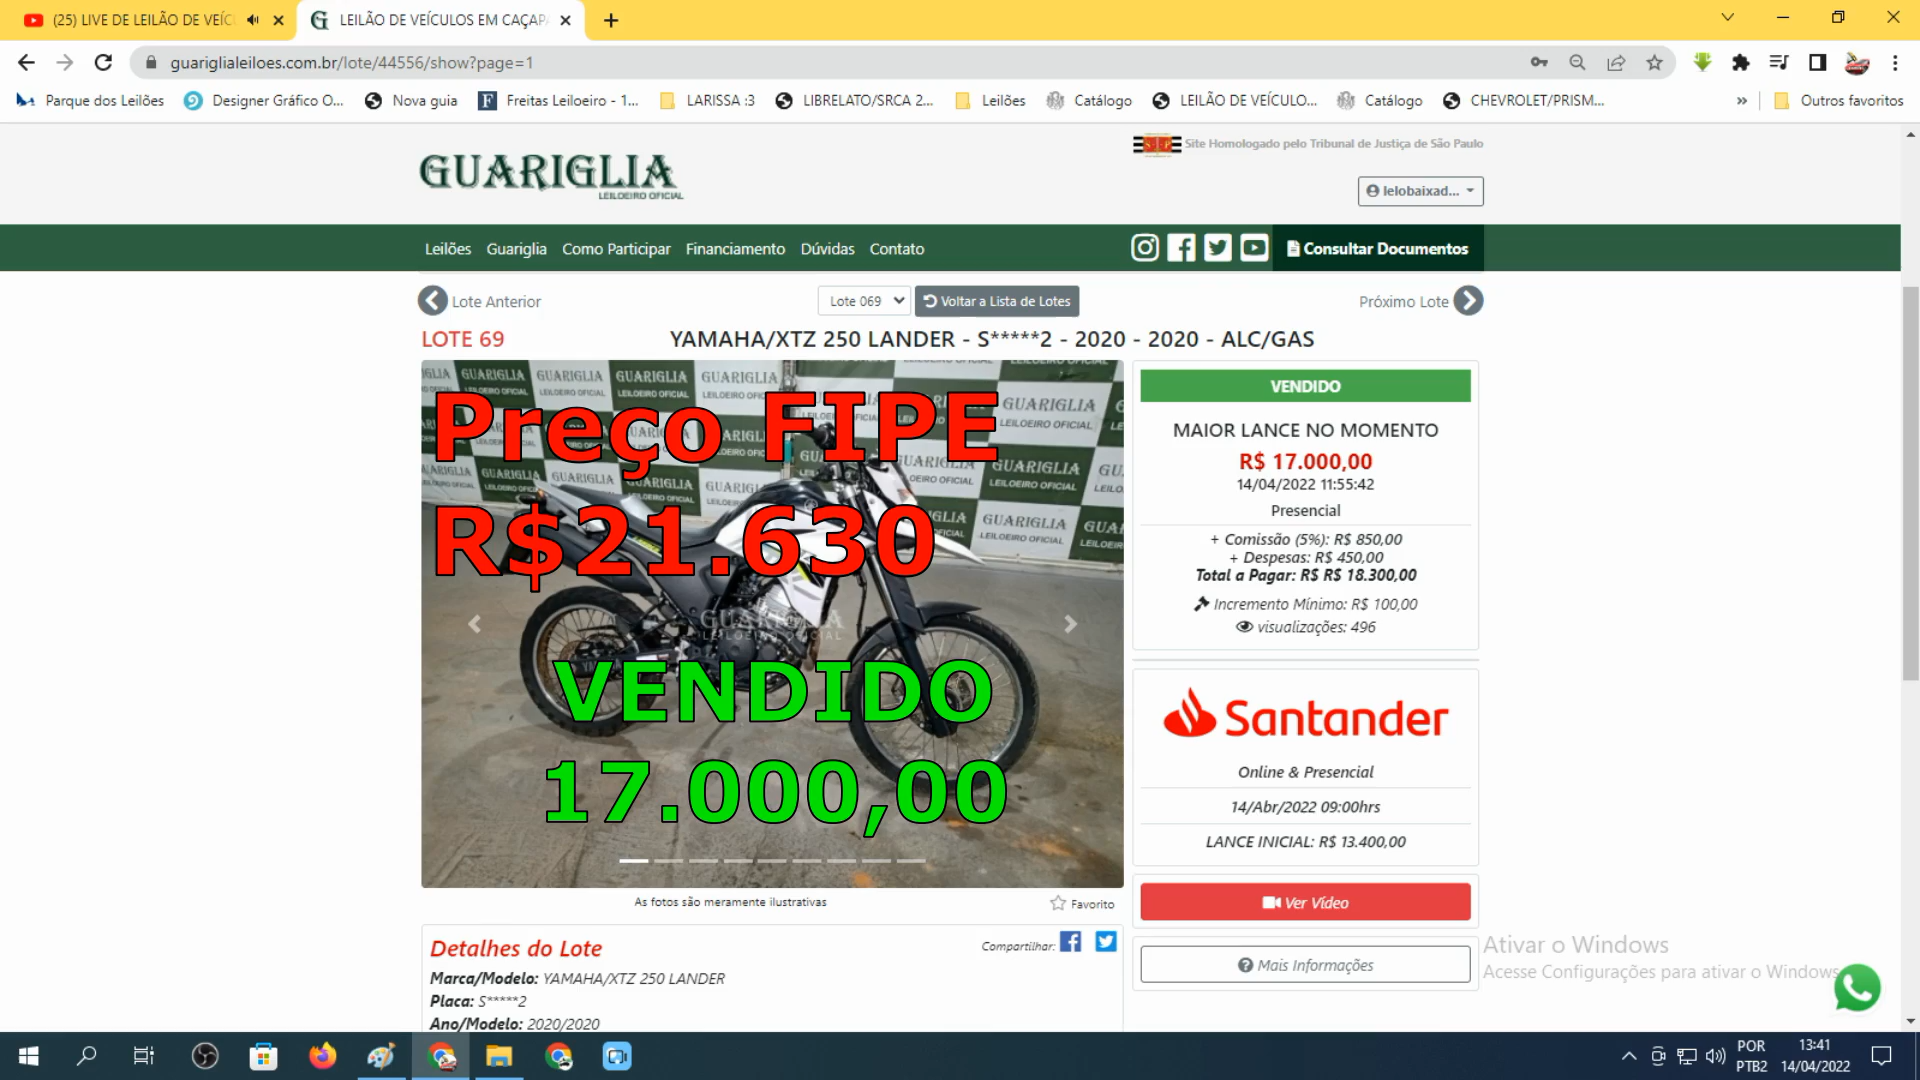 (25) LIVE DE LEILÃO DE VEÍC
LEILÃO DE VEÍCULOS EM CAÇAPA
guariglialeiloes.com.br/lote/44556/show?page=1
Parque dos Leilões
Designer Gráfico O...
Nova guia
Freitas Leiloeiro - 1...
LARISSA :3
LIBRELATO/SRCA 2...
Leilões
Catálogo
LEILÃO DE VEÍCULO...
Catálogo
CHEVROLET/PRISM...
»
Outros favoritos
GUARIGLIA
LEILOEIRO OFICIAL
Site Homologado pelo Tribunal de Justiça de São Paulo
lelobaixad...
Leilões Guariglia Como Participar Financiamento Dúvidas Contato
Consultar Documentos
Lote Anterior
Lote 069
Voltar a Lista de Lotes
Próximo Lote
LOTE 69
YAMAHA/XTZ 250 LANDER - S*****2 - 2020 - 2020 - ALC/GAS
Preço FIPE
R$21.630
VENDIDO
17.000,00
GUARIGLIA
LEILOEIRO OFICIAL
As fotos são meramente ilustrativas
Favorito
VENDIDO
MAIOR LANCE NO MOMENTO
R$ 17.000,00
14/04/2022 11:55:42
Presencial
+ Comissão (5%): R$ 850,00
+ Despesas: R$ 450,00
Total a Pagar: R$ R$ 18.300,00
Incremento Mínimo: R$ 100,00
visualizações: 496
Santander
Online & Presencial
14/Abr/2022 09:00hrs
LANCE INICIAL: R$ 13.400,00
Ver Vídeo
Mais Informações
Detalhes do Lote
Compartilhar:
Marca/Modelo: YAMAHA/XTZ 250 LANDER
Placa: S*****2
Ano/Modelo: 2020/2020
Ativar o Windows
Acesse Configurações para ativar o Windows
POR
PTB2
13:41
14/04/2022